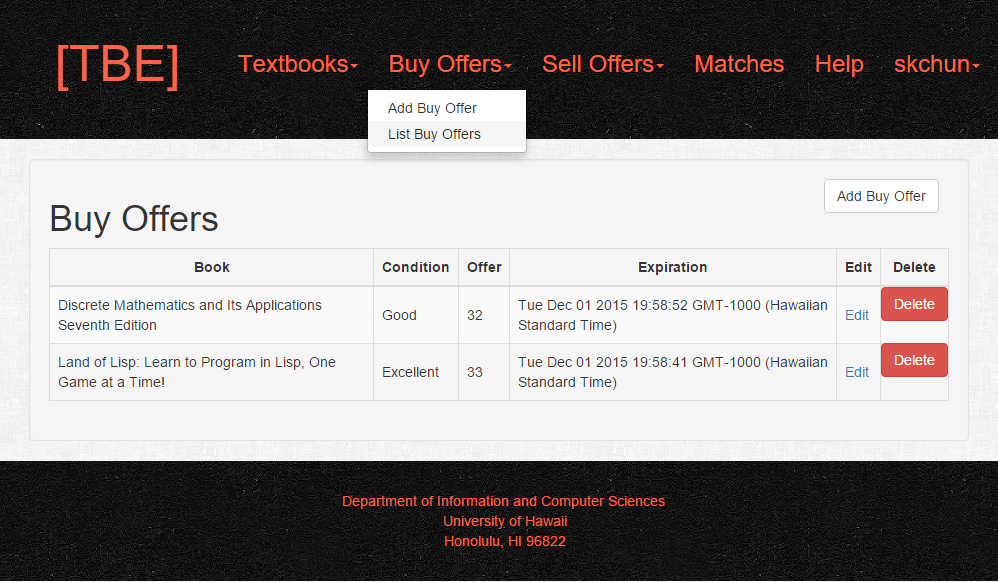 [TBE]
Textbooks Buy Offers Sell Offers Matches Help skchun
Add Buy Offer
List Buy Offers
Add Buy Offer
Buy Offers
Book Condition Offer Expiration Edit Delete
Discrete Mathematics and Its Applications
Seventh Edition
Good 32
Tue Dec 01 2015 19:58:52 GMT-1000 (Hawaiian
Standard Time)
Edit Delete
Land of Lisp: Learn to Program in Lisp, One
Game at a Time!
Excellent 33
Tue Dec 01 2015 19:58:41 GMT-1000 (Hawaiian
Standard Time)
Edit Delete
Department of Information and Computer Sciences
University of Hawaii
Honolulu, HI 96822